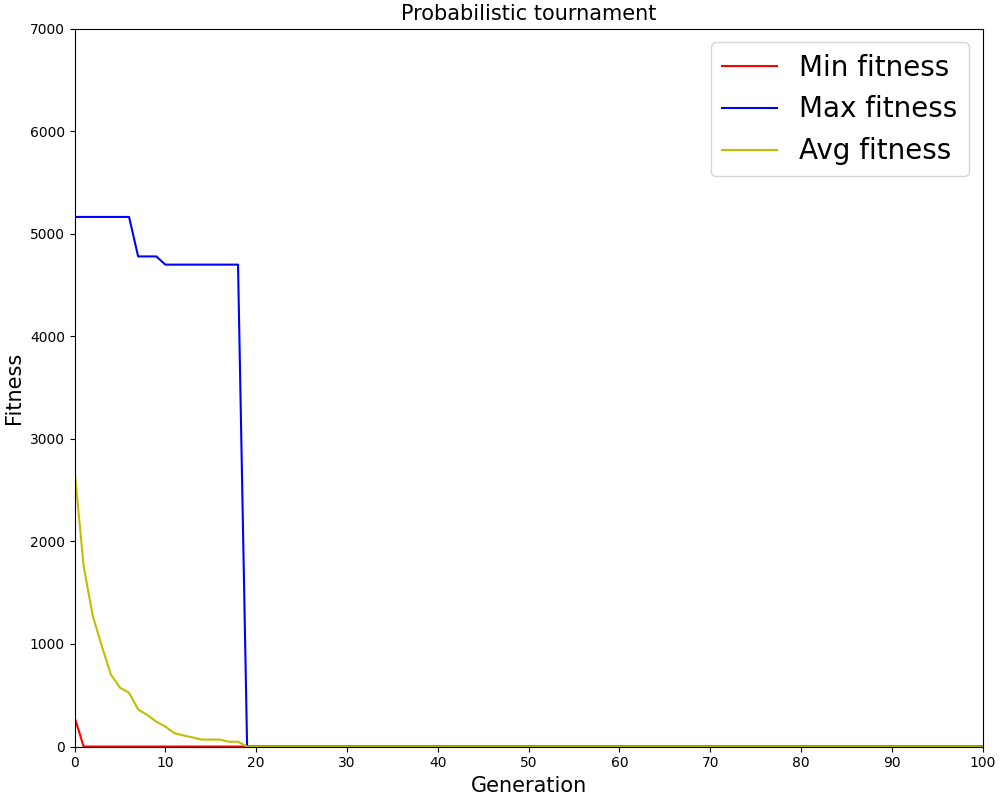 Probabilistic tournament
7000
6000
5000
4000
3000
2000
1000
0
Fitness
Min fitness
Max fitness
Avg fitness
0 10 20 30 40 50 60 70 80 90 100
Generation